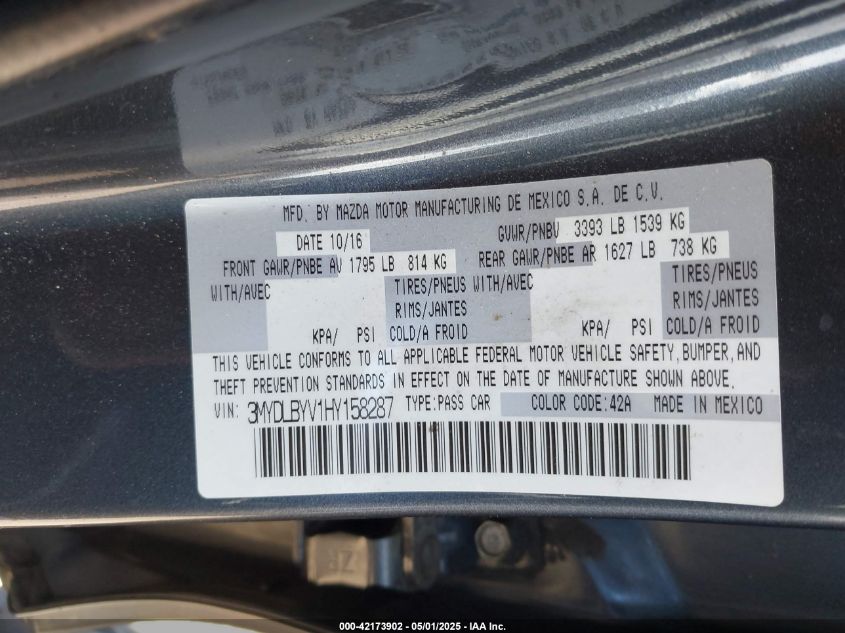 MFD. BY MAZDA MOTOR MANUFACTURING DE MEXICO S.A. DE C.V.
DATE 10/16 GVWR/PNBV 3393 LB 1539 KG
FRONT GAWR/PNBE AV 1795 LB 814 KG REAR GAWR/PNBE AR 1627 LB 738 KG
WITH/AVEC TIRES/PNEUS WITH/AVEC TIRES/PNEUS
RIMS/JANTES RIMS/JANTES
KPA/ PSI COLD/A FROID KPA/ PSI COLD/A FROID
THIS VEHICLE CONFORMS TO ALL APPLICABLE FEDERAL MOTOR VEHICLE SAFETY, BUMPER, AND
THEFT PREVENTION STANDARDS IN EFFECT ON THE DATE OF MANUFACTURE SHOWN ABOVE.
VIN: 3MYDLBYV1HY158287 TYPE:PASS CAR COLOR CODE:42A MADE IN MEXICO
ZR
000-42173902 - 05/01/2025 - IAA Inc.